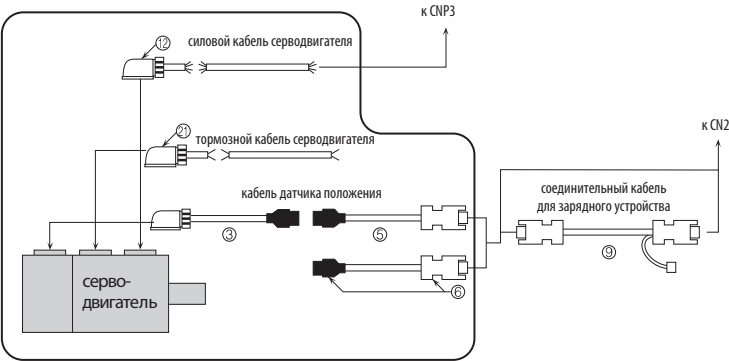 к CNP3
⑫
силовой кабель серводвигателя
㉑
тормозной кабель серводвигателя
к CN2
кабель датчика положения
соединительный кабель
для зарядного устройства
③
⑤
⑨
⑥
серво-
двигатель